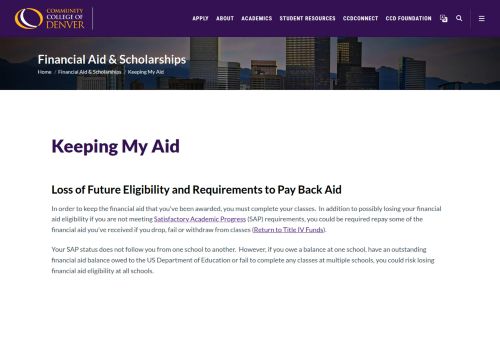 COMMUNITY
COLLEGE OF
DENVER
APPLY ABOUT ACADEMICS STUDENT RESOURCES CCDCONNECT CCD FOUNDATION
Financial Aid & Scholarships
Home / Financial Aid & Scholarships / Keeping My Aid
Keeping My Aid
Loss of Future Eligibility and Requirements to Pay Back Aid
In order to keep the financial aid that you've been awarded, you must complete your classes. In addition to possibly losing your financial
aid eligibility if you are not meeting Satisfactory Academic Progress (SAP) requirements, you could be required repay some of the
financial aid you've received if you drop, fail or withdraw from classes (Return to Title IV Funds).
Your SAP status does not follow you from one school to another. However, if you owe a balance at one school, have an outstanding
financial aid balance owed to the US Department of Education or fail to complete any classes at multiple schools, you could risk losing
financial aid eligibility at all schools.